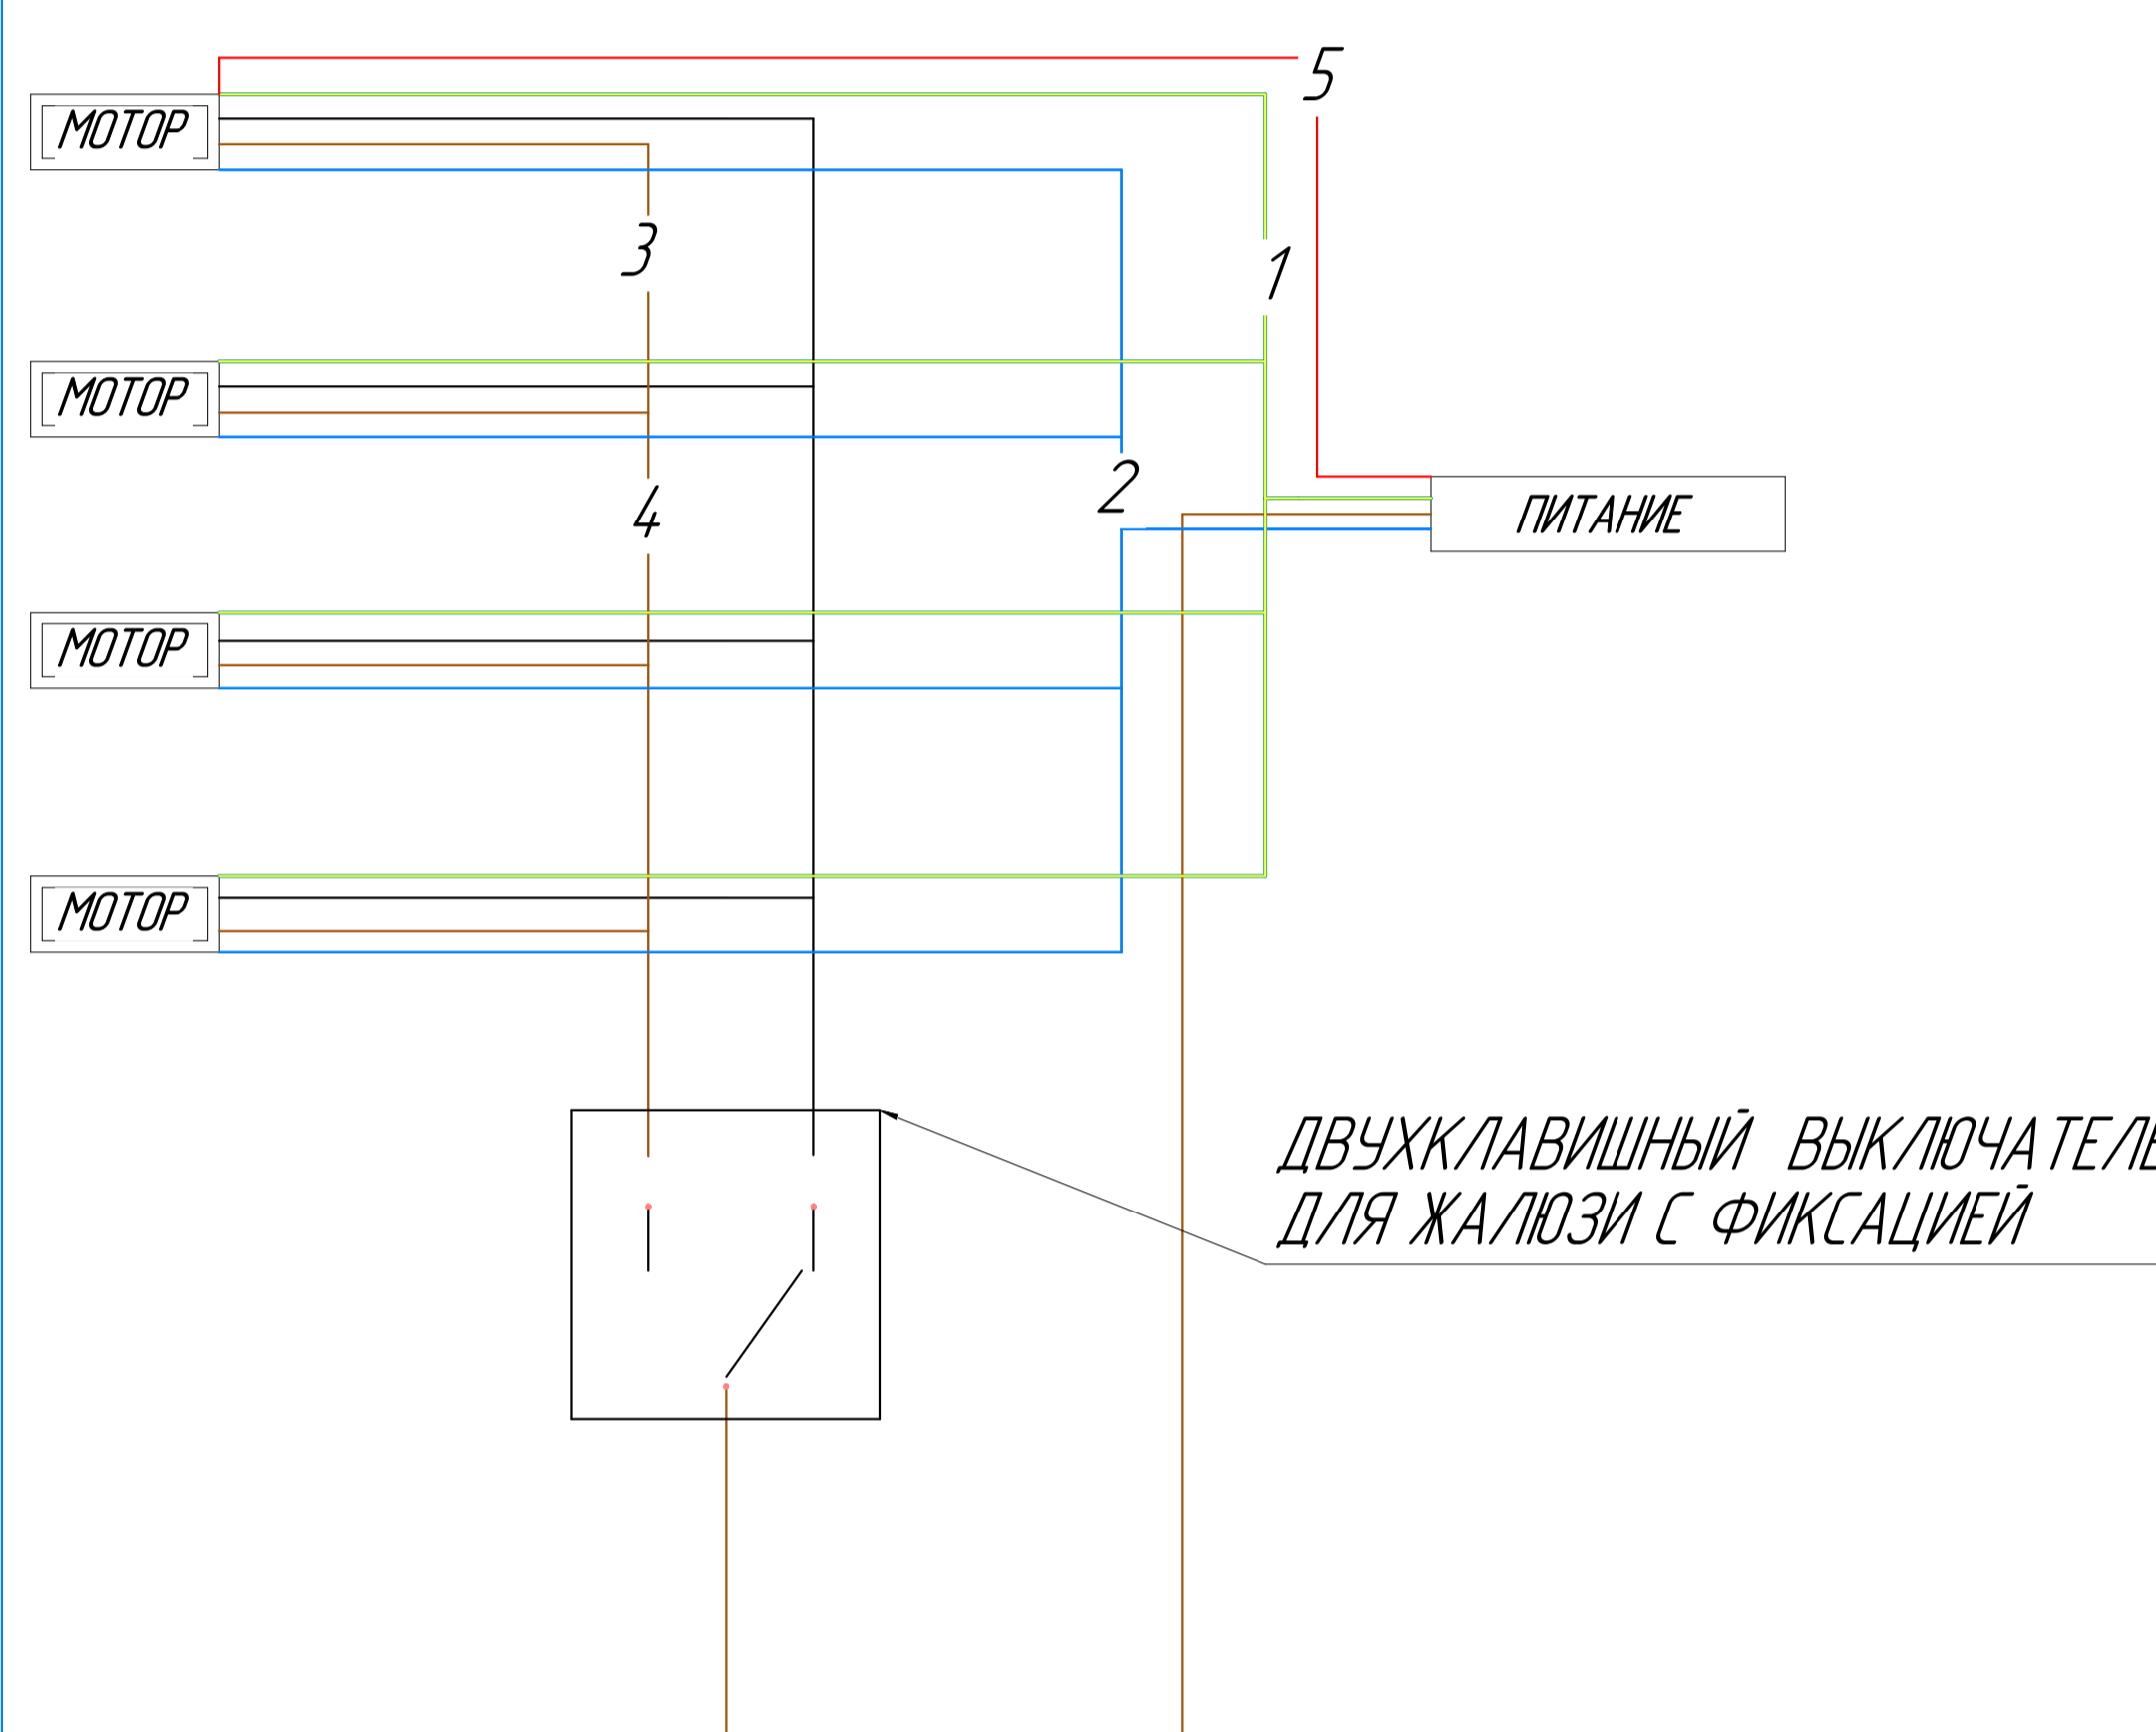 5
МОТОР
3
1
МОТОР
2
4
ПИТАНИЕ
МОТОР
МОТОР
ДВУХКЛАВИШНЫЙ
ДЛЯ ЖАЛЮЗИ С ФИКСАЦИЕЙ